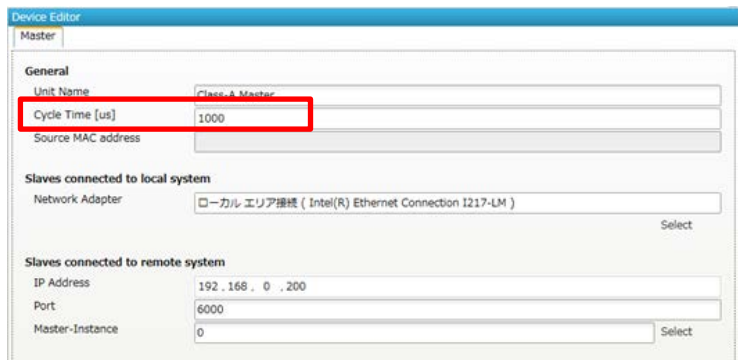 Device Editor
Master
General
Unit Name Class-A Master
Cycle Time [us] 1000
Source MAC address
Slaves connected to local system
Network Adapter ローカル エリア接続 ( Intel(R) Ethernet Connection I217-LM )
Select
Slaves connected to remote system
IP Address 192 . 168 . 0 . 200
Port 6000
Master-Instance 0 Select